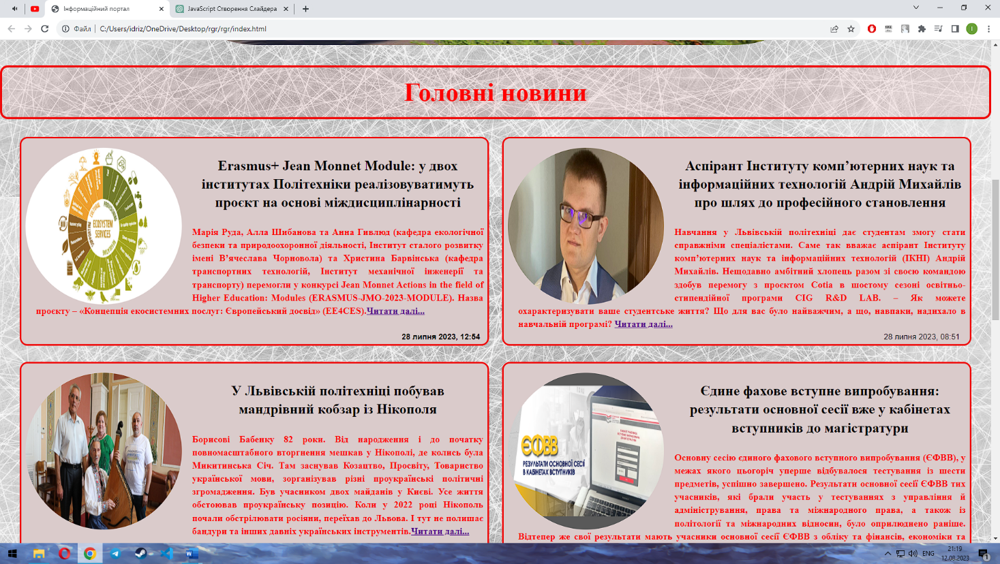 Інформаційний портал
JavaScript Створення Слайдера
Файл
C:/Users/idriz/OneDrive/Desktop/rgr/rgr/index.html
Головні новини
Erasmus+ Jean Monnet Module: у двох
інститутах Політехніки реалізовуватимуть
проєкт на основі міждисциплінарності
ECOSYSTEM
SERVICES
Марія Руда, Алла Шибанова та Анна Гивлюд (кафедра екологічної
безпеки та природоохоронної діяльності, Інститут сталого розвитку
імені В’ячеслава Чорновола) та Христина Барвінська (кафедра
транспортних технологій, Інститут механічної інженерії та
транспорту) перемогли у конкурсі Jean Monnet Actions in the field of
Higher Education: Modules (ERASMUS-JMO-2023-MODULE). Назва
проєкту – «Концепція екосистемних послуг: Європейський досвід» (EE4CES).Читати далі...
28 липня 2023, 12:54
Аспірант Інституту комп’ютерних наук та
інформаційних технологій Андрій Михайлів
про шлях до професійного становлення
Навчання у Львівській політехніці дає студентам змогу стати
справжніми спеціалістами. Саме так вважає аспірант Інституту
комп’ютерних наук та інформаційних технологій (ІКНІ) Андрій
Михайлів. Нещодавно амбітний хлопець разом зі своєю командою
здобув перемогу з проєктом Cotia в шостому сезоні освітньо-
стипендійної програми CIG R&D LAB. – Як можете
охарактеризувати ваше студентське життя? Що для вас було найважчим, а що, навпаки, надихало в
навчальній програмі? Читати далі...
28 липня 2023, 08:51
У Львівській політехніці побував
мандрівний кобзар із Нікополя
Борисові Бабенку 82 роки. Від народження і до початку
повномасштабного вторгнення мешкав у Нікополі, де колись була
Микитинська Січ. Там заснував Козацтво, Просвіту, Товариство
української мови, зорганізував різні проукраїнські політичні
згромадження. Був учасником двох майданів у Києві. Усе життя
обстоював проукраїнську позицію. Коли у 2022 році Нікополь
почали обстрілювати росіяни, переїхав до Львова. І тут не полишає
бандури та інших давніх українських інструментів.Читати далі...
Єдине фахове вступне випробування:
результати основної сесії вже у кабінетах
вступників до магістратури
ЄФВВ
РЕЗУЛЬТАТИ ОСНОВНОЇ СЕСІЇ
В КАБІНЕТАХ ВСТУПНИКІВ
Основну сесію єдиного фахового вступного випробування (ЄФВВ), у
межах якого цьогоріч уперше відбувалося тестування із шести
предметів, успішно завершено. Результати основної сесії ЄФВВ тих
учасників, які брали участь у тестуваннях з управління й
адміністрування, права та міжнародного права, а також із
політології та міжнародних відносин, було оприлюднено раніше.
Відтепер же свої результати мають учасники основної сесії ЄФВВ з обліку та фінансів, економіки та
ENG
21:19
12.08.2023
1